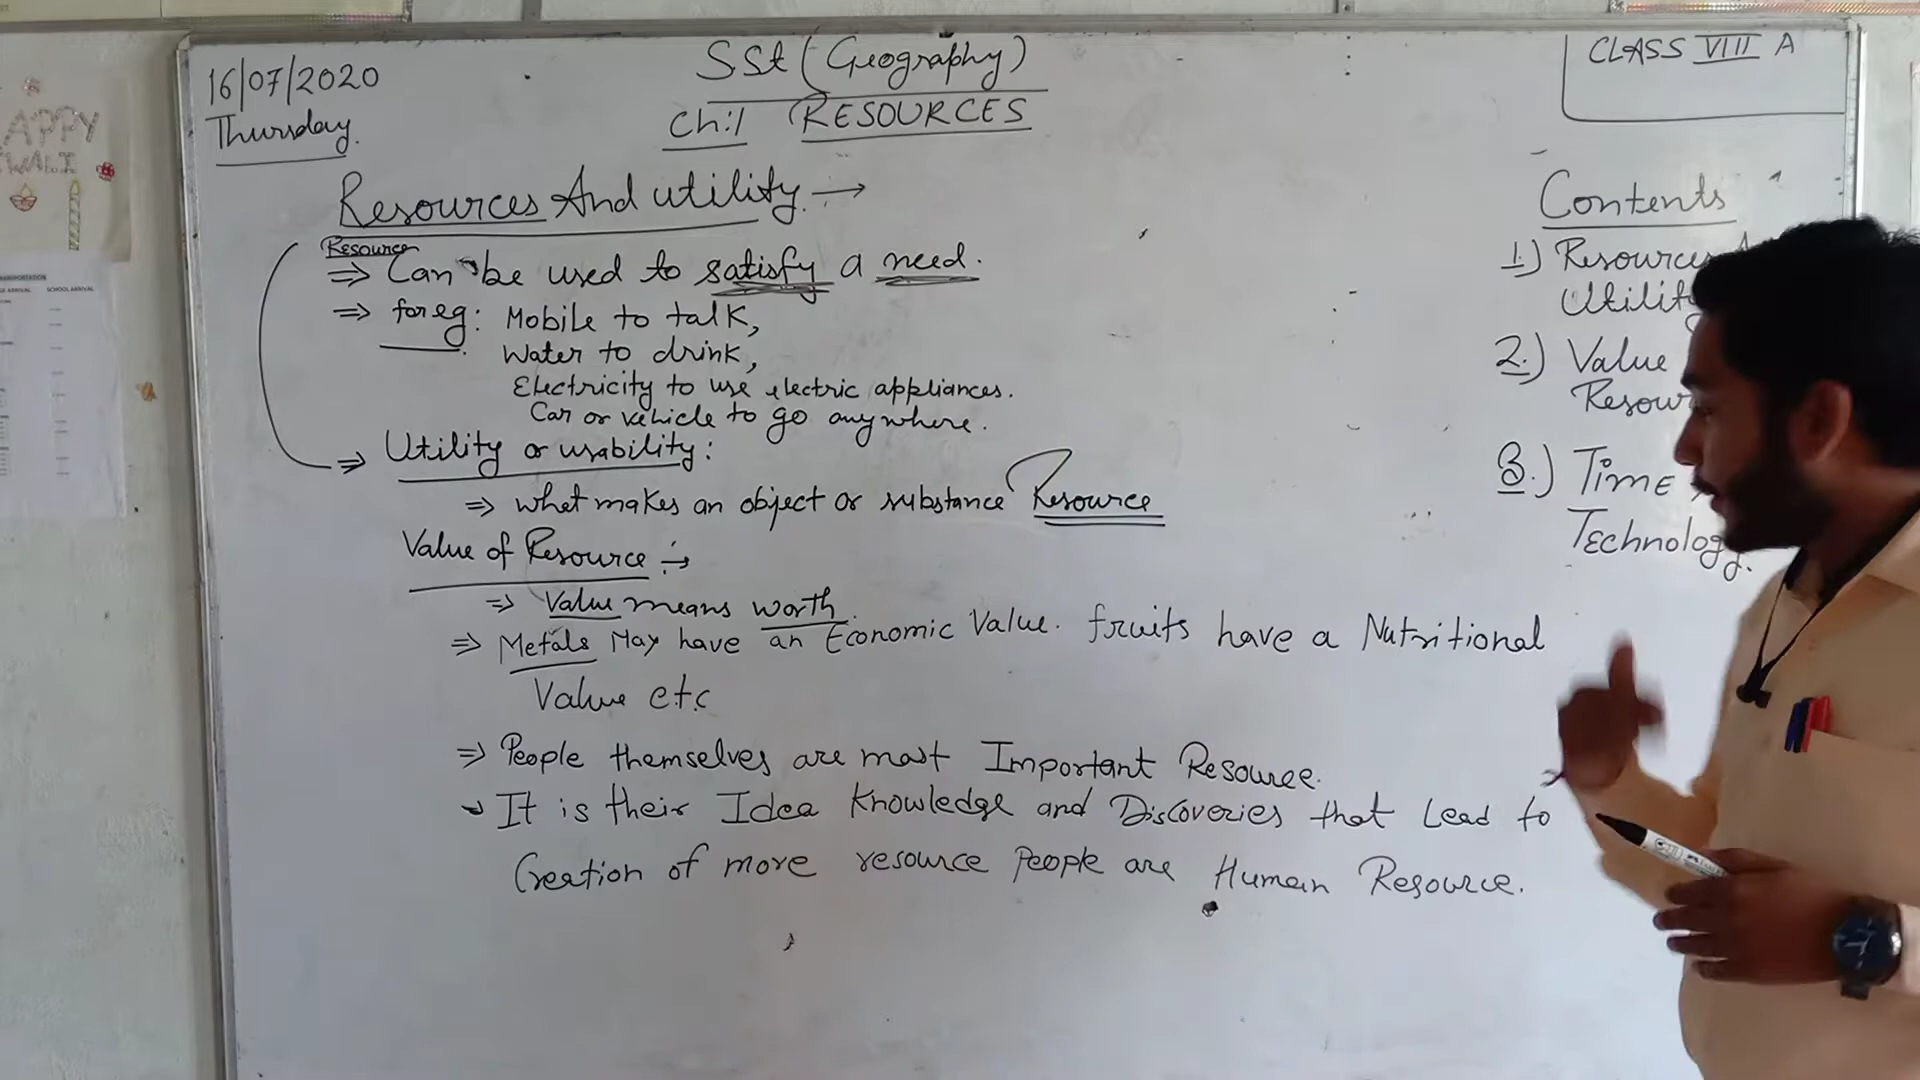 16/07/2020
Thursday.
SSt (Geography)
Ch:1 RESOURCES
CLASS VIII A
Resources And utility →
Resources
⇒ Can be used to satisfy a need.
⇒ for eg: Mobile to talk,
Water to drink,
Electricity to use electric appliances.
Car or vehicle to go anywhere.
⇒ Utility or usability:
⇒ what makes an object or substance Resource
Value of Resource :→
⇒ Value means worth.
⇒ Metals May have an Economic Value. fruits have a Nutritional
Value etc
⇒ People themselves are most Important Resource.
It is their Idea Knowledge and Discoveries that Lead to
Creation of more resource People are Human Resource.
Contents
1.) Resources
Utility
2.) Value
3.) Time
Technology.
HAPPY
DIWALI
SCHOOL ARRIVAL